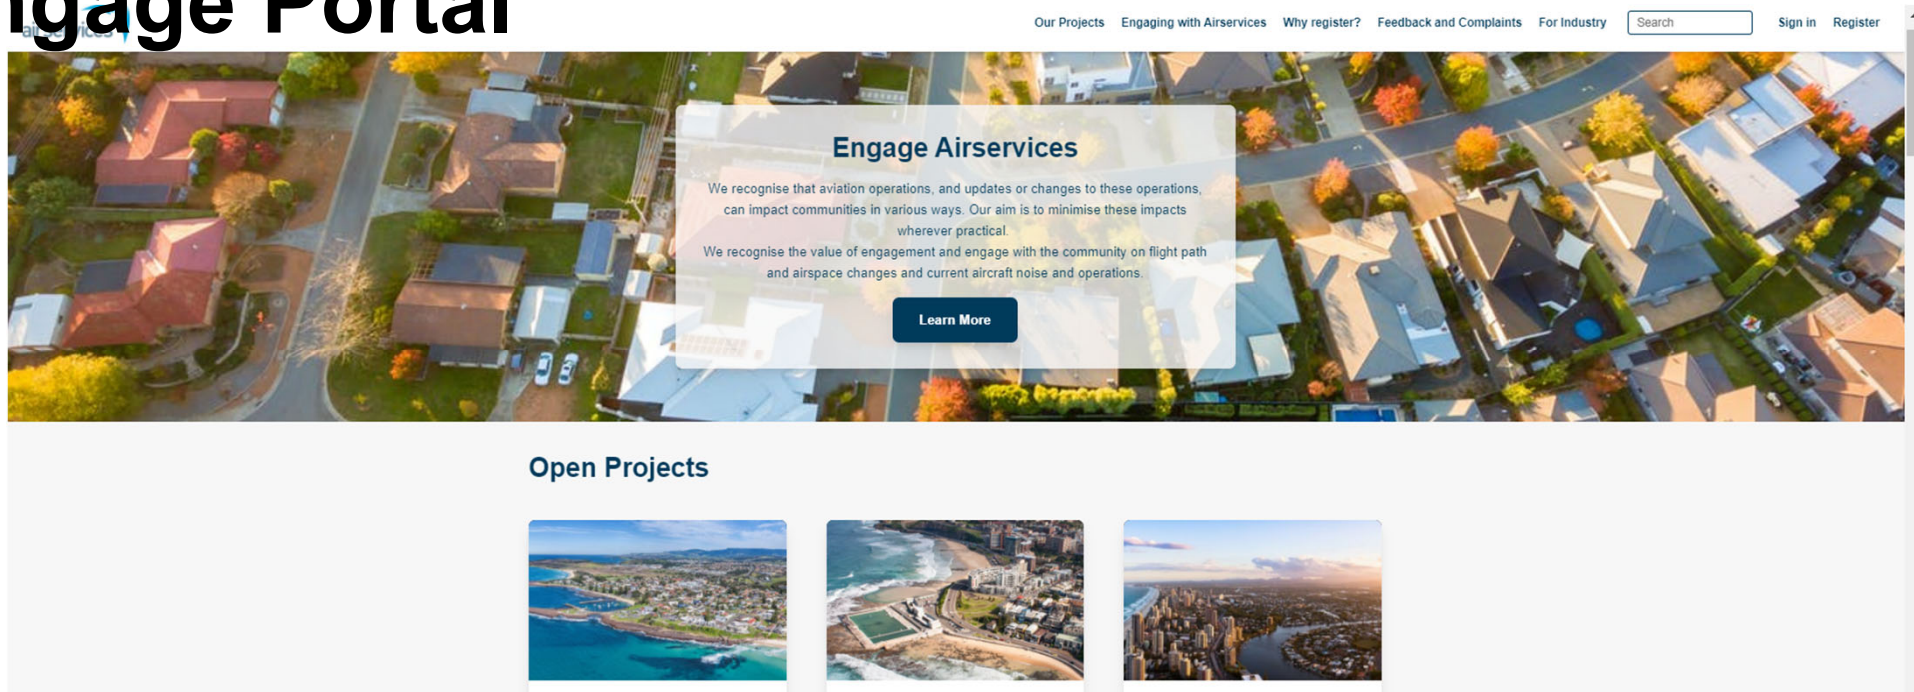 ngage Portal
airservices
Our Projects Engaging with Airservices Why register? Feedback and Complaints For Industry Search Sign in Register
Engage Airservices
We recognise that aviation operations, and updates or changes to these operations,
can impact communities in various ways. Our aim is to minimise these impacts
wherever practical.
We recognise the value of engagement and engage with the community on flight path
and airspace changes and current aircraft noise and operations.
Learn More
Open Projects